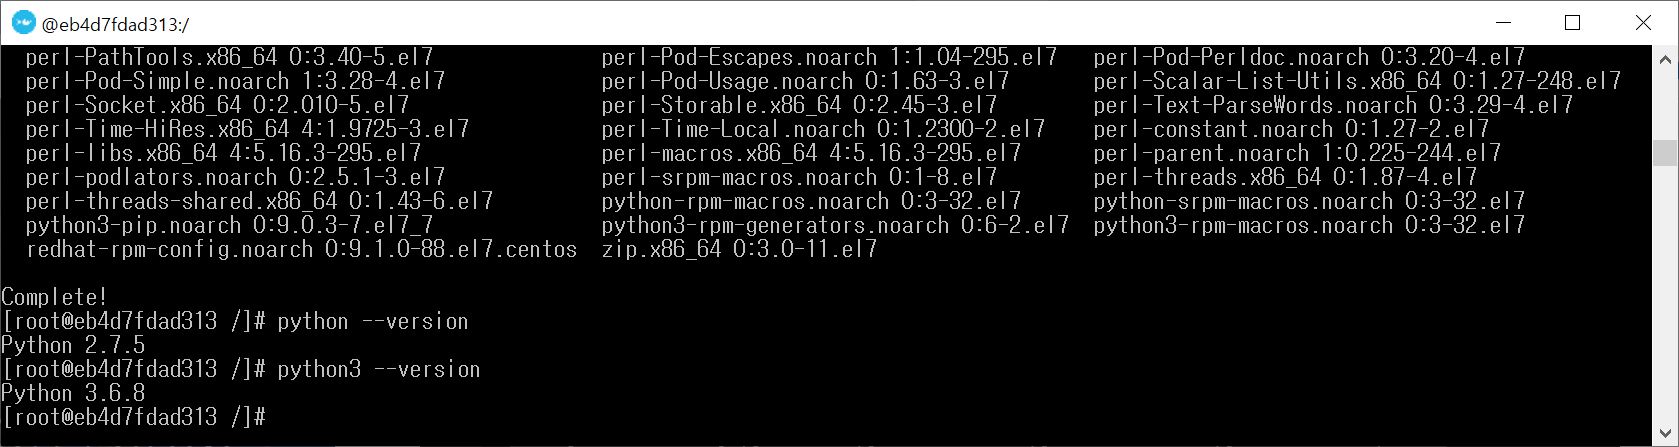 @eb4d7fdad313:/
perl-PathTools.x86_64 0:3.40-5.el7 perl-Pod-Escapes.noarch 1:1.04-295.el7 perl-Pod-Perldoc.noarch 0:3.20-4.el7
perl-Pod-Simple.noarch 1:3.28-4.el7 perl-Pod-Usage.noarch 0:1.63-3.el7 perl-Scalar-List-Utils.x86_64 0:1.27-248.el7
perl-Socket.x86_64 0:2.010-5.el7 perl-Storable.x86_64 0:2.45-3.el7 perl-Text-ParseWords.noarch 0:3.29-4.el7
perl-Time-HiRes.x86_64 4:1.9725-3.el7 perl-Time-Local.noarch 0:1.2300-2.el7 perl-constant.noarch 0:1.27-2.el7
perl-libs.x86_64 4:5.16.3-295.el7 perl-macros.x86_64 4:5.16.3-295.el7 perl-parent.noarch 1:0.225-244.el7
perl-podlators.noarch 0:2.5.1-3.el7 perl-srpm-macros.noarch 0:1-8.el7 perl-threads.x86_64 0:1.87-4.el7
perl-threads-shared.x86_64 0:1.43-6.el7 python-rpm-macros.noarch 0:3-32.el7 python-srpm-macros.noarch 0:3-32.el7
python3-pip.noarch 0:9.0.3-7.el7_7 python3-rpm-generators.noarch 0:6-2.el7 python3-rpm-macros.noarch 0:3-32.el7
redhat-rpm-config.noarch 0:9.1.0-88.el7.centos zip.x86_64 0:3.0-11.el7
Complete!
[root@eb4d7fdad313 /]# python --version
Python 2.7.5
[root@eb4d7fdad313 /]# python3 --version
Python 3.6.8
[root@eb4d7fdad313 /]#